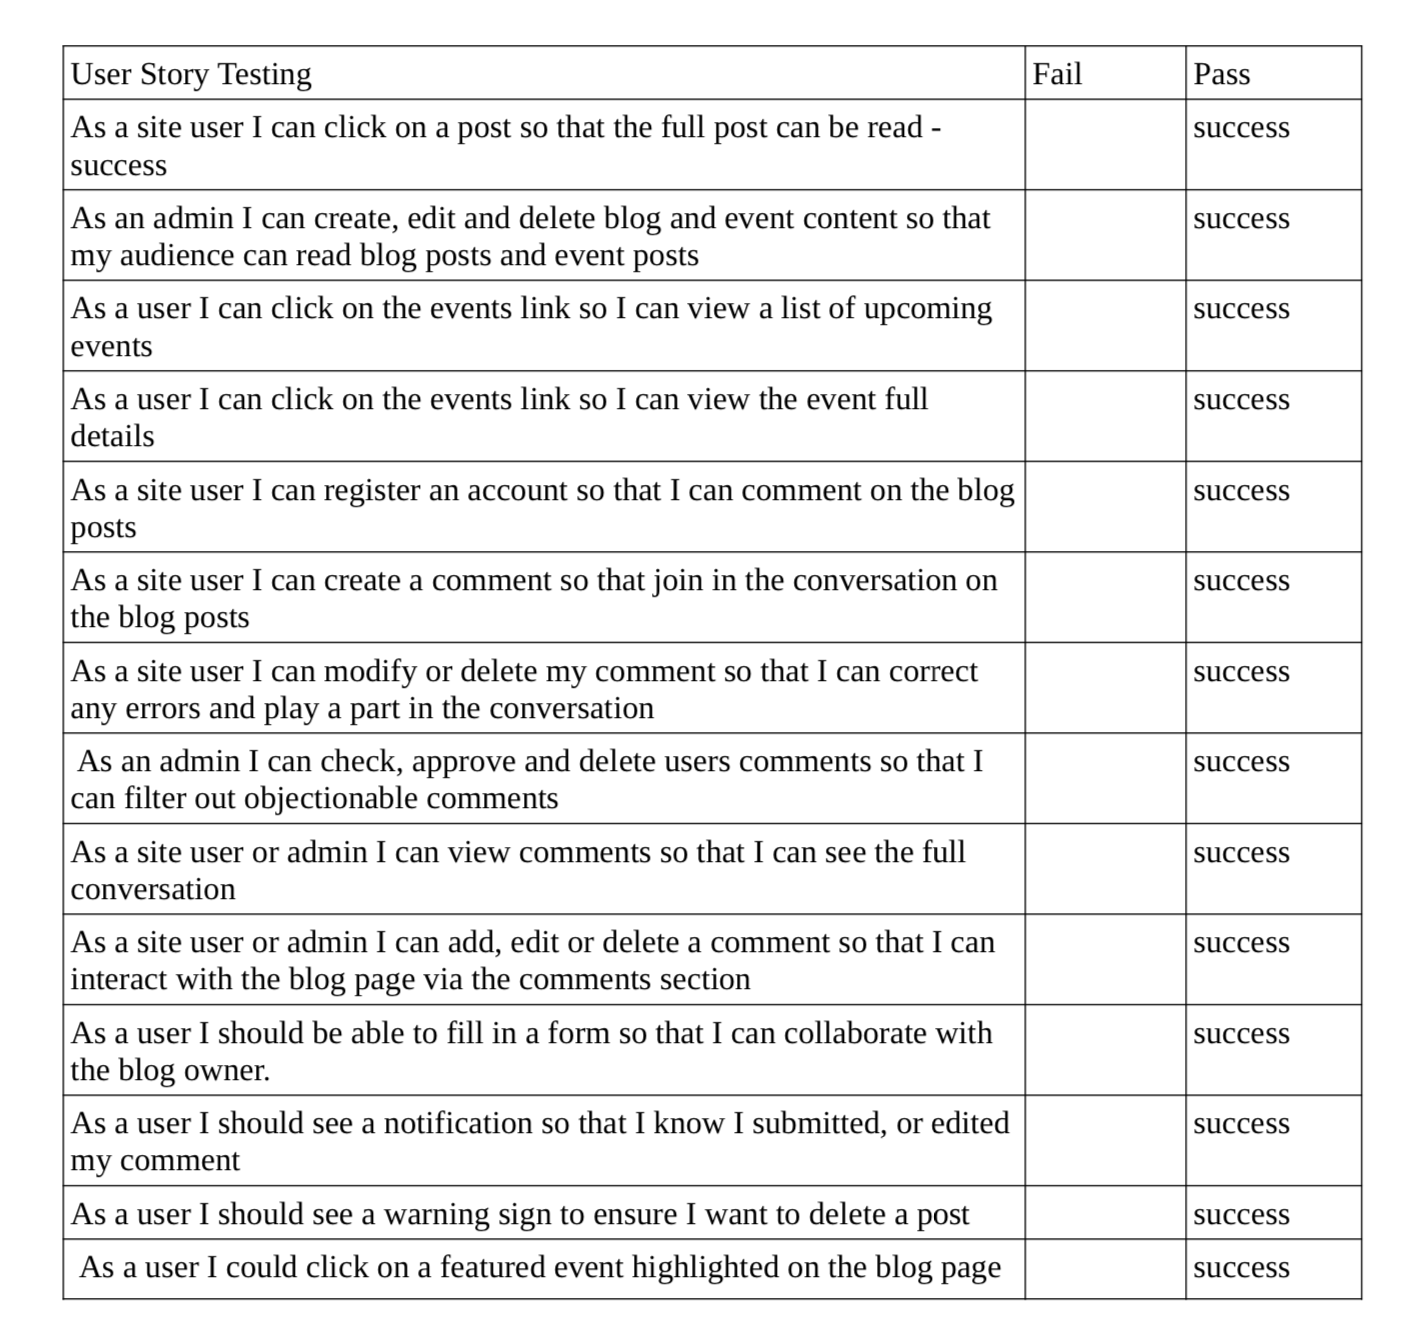 User Story Testing Fail Pass
As a site user I can click on a post so that the full post can be read - success
success
As an admin I can create, edit and delete blog and event content so that success
my audience can read blog posts and event posts
As a user I can click on the events link so I can view a list of upcoming success
events
As a user I can click on the events link so I can view the event full success
details
As a site user I can register an account so that I can comment on the blog success
posts
As a site user I can create a comment so that join in the conversation on success
the blog posts
As a site user I can modify or delete my comment so that I can correct success
any errors and play a part in the conversation
As an admin I can check, approve and delete users comments so that I success
can filter out objectionable comments
As a site user or admin I can view comments so that I can see the full success
conversation
As a site user or admin I can add, edit or delete a comment so that I can success
interact with the blog page via the comments section
As a user I should be able to fill in a form so that I can collaborate with success
the blog owner.
As a user I should see a notification so that I know I submitted, or edited success
my comment
As a user I should see a warning sign to ensure I want to delete a post success
As a user I could click on a featured event highlighted on the blog page success